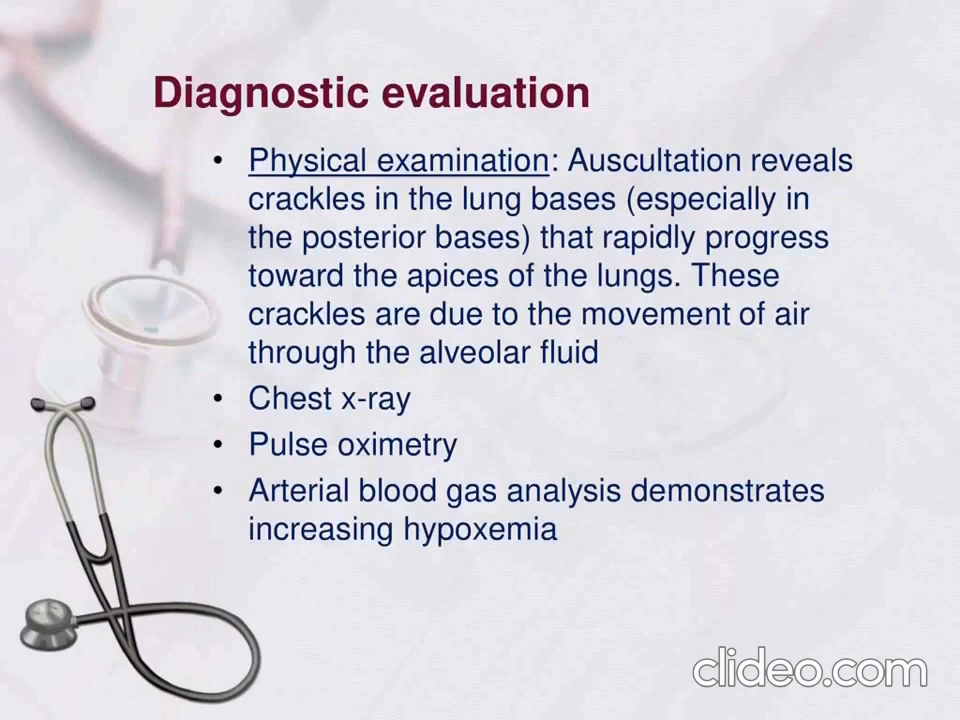 Diagnostic evaluation
• Physical examination: Auscultation reveals
crackles in the lung bases (especially in
the posterior bases) that rapidly progress
toward the apices of the lungs. These
crackles are due to the movement of air
through the alveolar fluid
• Chest x-ray
• Pulse oximetry
• Arterial blood gas analysis demonstrates
increasing hypoxemia
clideo.com